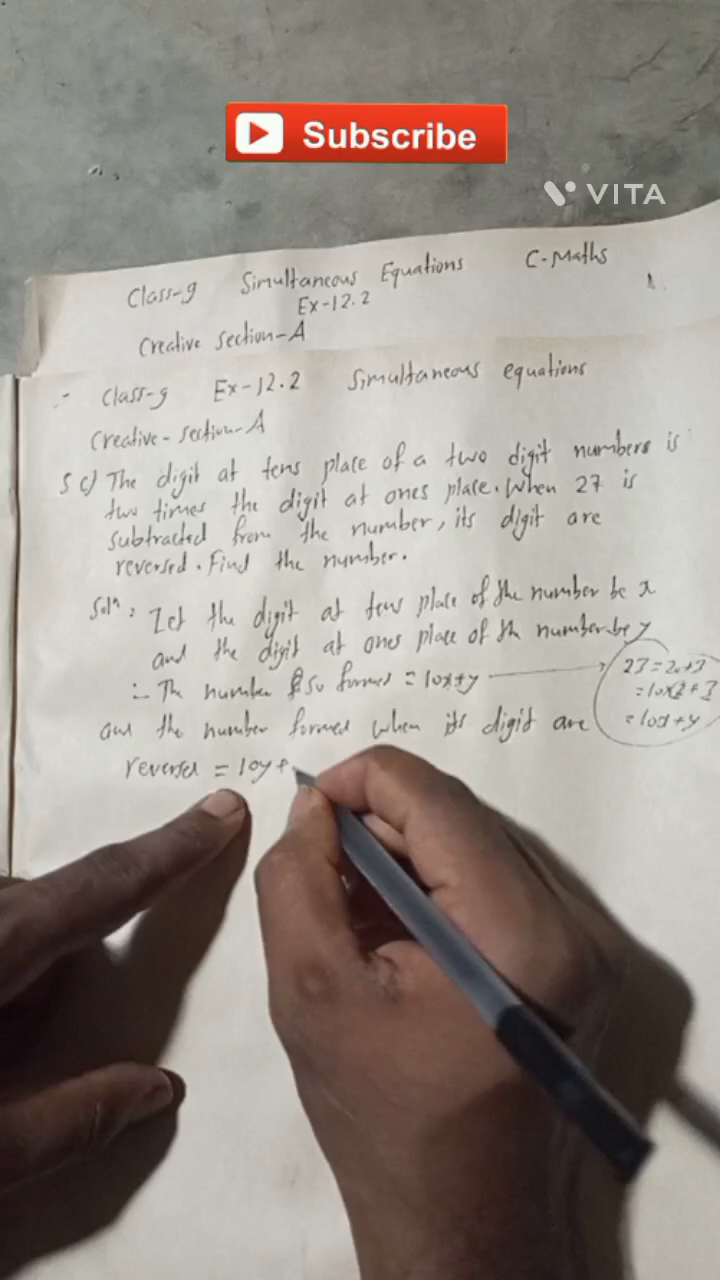 Subscribe
VITA
Class-9 Simultaneous Equations C-Maths
Ex-12.2
Creative section-A
Class-9 Ex-12.2 Simultaneous equations
Creative-section-A
5 c) The digit at tens place of a two digit numbers is
two times the digit at ones place. When 27 is
subtracted from the number, its digit are
reversed. Find the number.
Solⁿ: Let the digit at tens place of the number be x
and the digit at ones place of the number be y
∴ The number so formed = 10x+y
23 = 20+3
= 10×2+3
= 10x+y
and the number formed when its digit are
reversed = 10y+